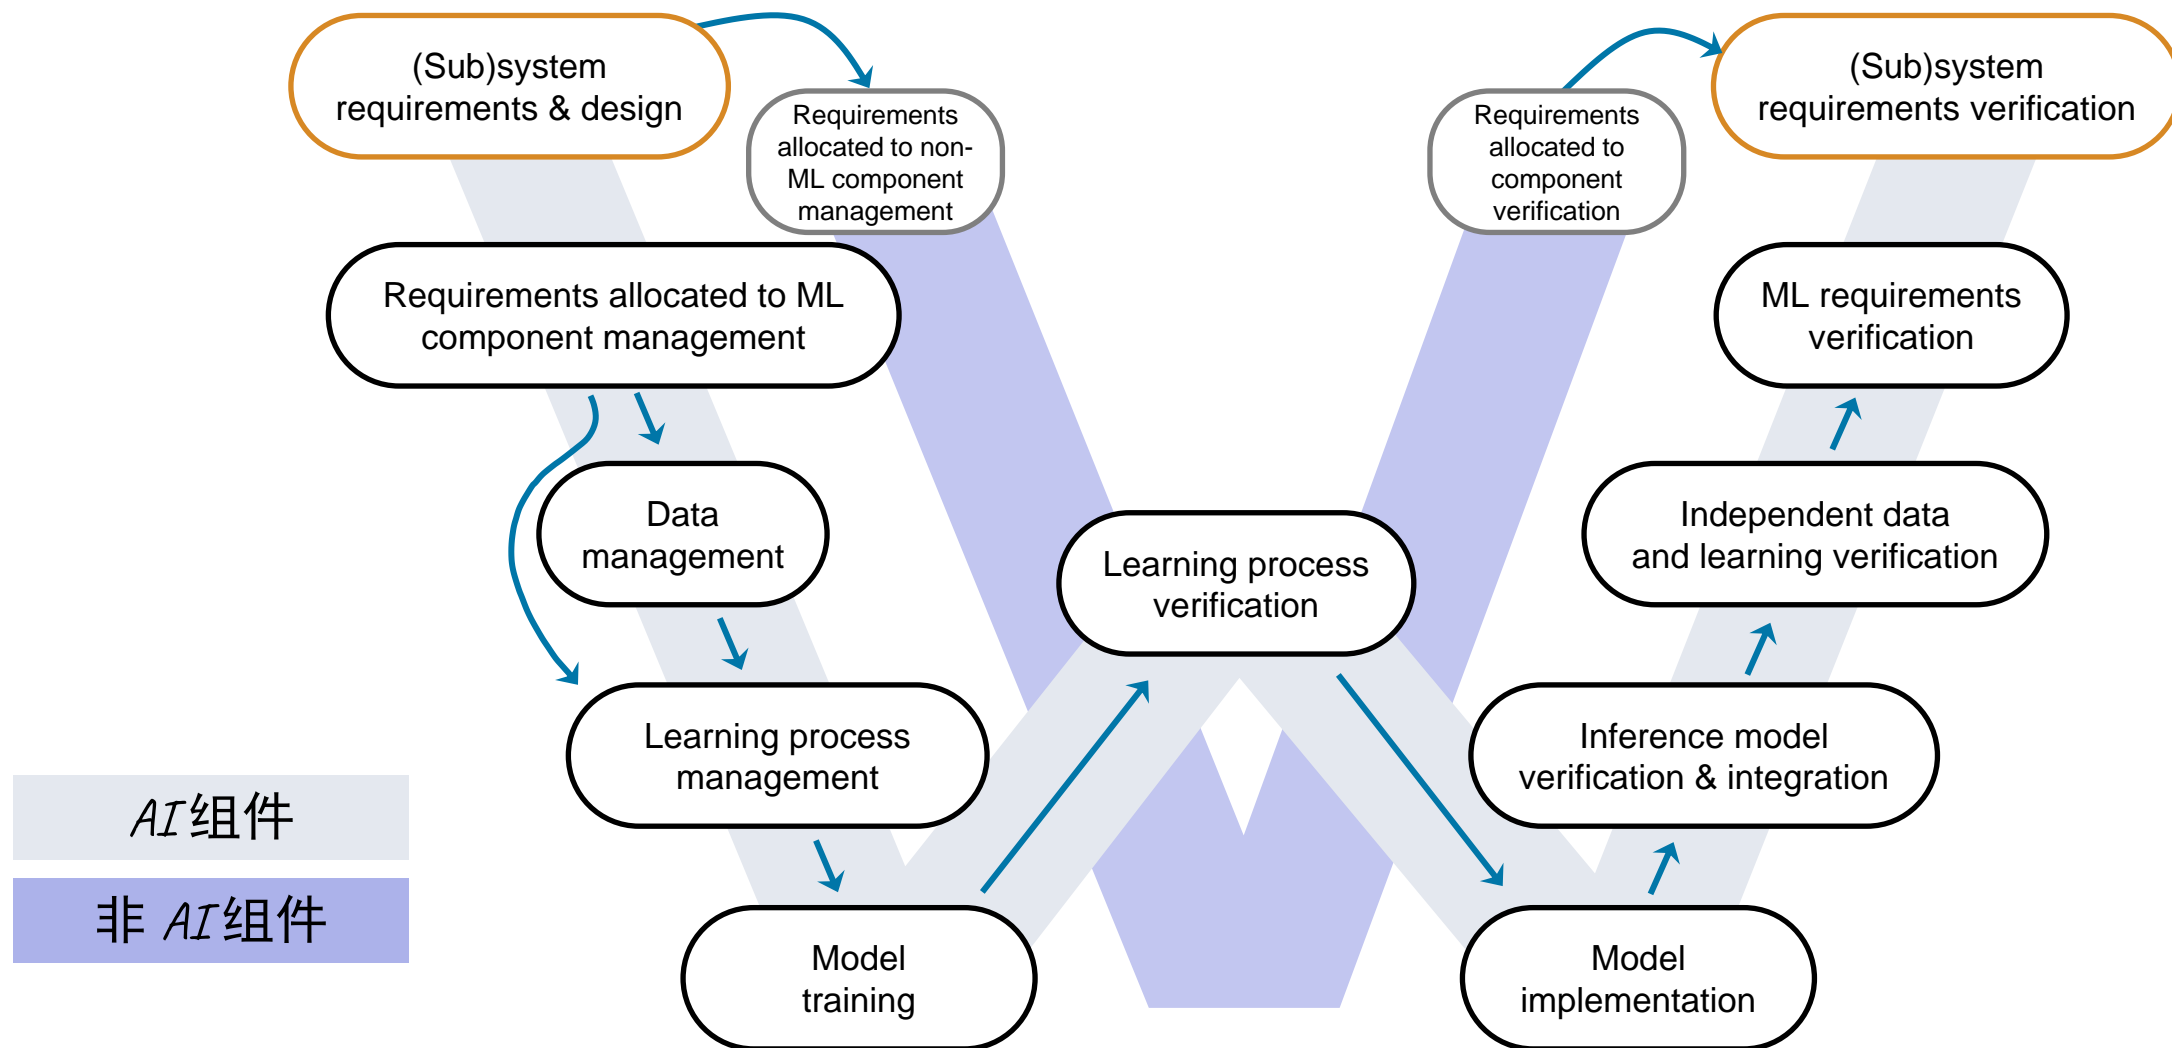 (Sub)system
requirements & design
Requirements
allocated to non-
ML component
management
Requirements
allocated to
component
verification
(Sub)system
requirements verification
Requirements allocated to ML
component management
ML requirements
verification
Data
management
Learning process
verification
Independent data
and learning verification
Learning process
management
Inference model
verification & integration
AI组件
非 AI组件
Model
training
Model
implementation